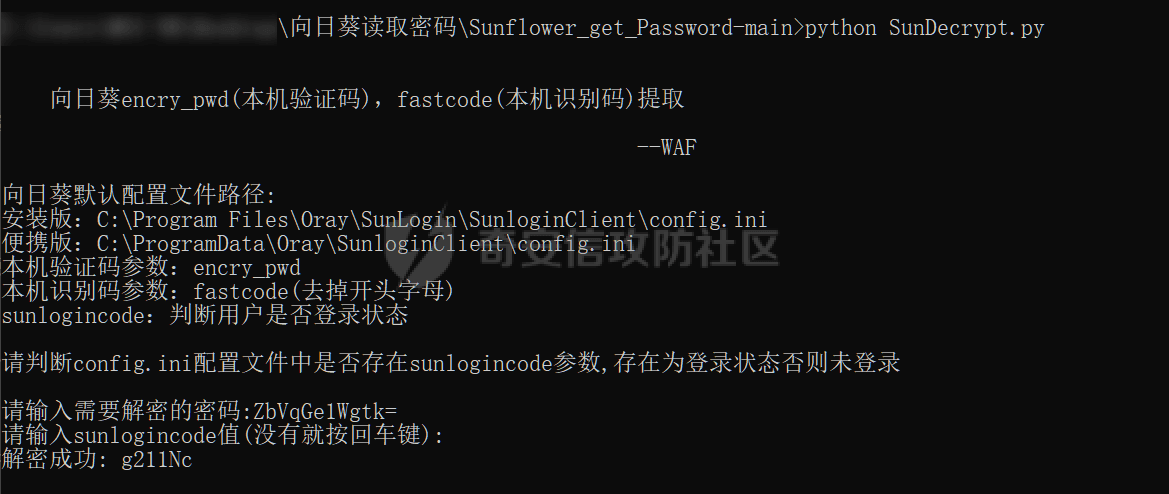 \向日葵读取密码\Sunflower_get_Password-main>python SunDecrypt.py
向日葵encry_pwd(本机验证码), fastcode(本机识别码)提取
--WAF
向日葵默认配置文件路径:
安装版: C:\Program Files\Oray\SunLogin\SunloginClient\config.ini
便携版: C:\ProgramData\Oray\SunloginClient\config.ini
奇安信攻防社区
本机验证码参数: encry_pwd
本机识别码参数: fastcode(去掉开头字母)
sunlogincode: 判断用户是否登录状态
请判断config.ini配置文件中是否存在sunlogincode参数,存在为登录状态否则未登录
请输入需要解密的密码:ZbVqGe1Wgtk=
请输入sunlogincode值(没有就按回车键):
解密成功: g211Nc